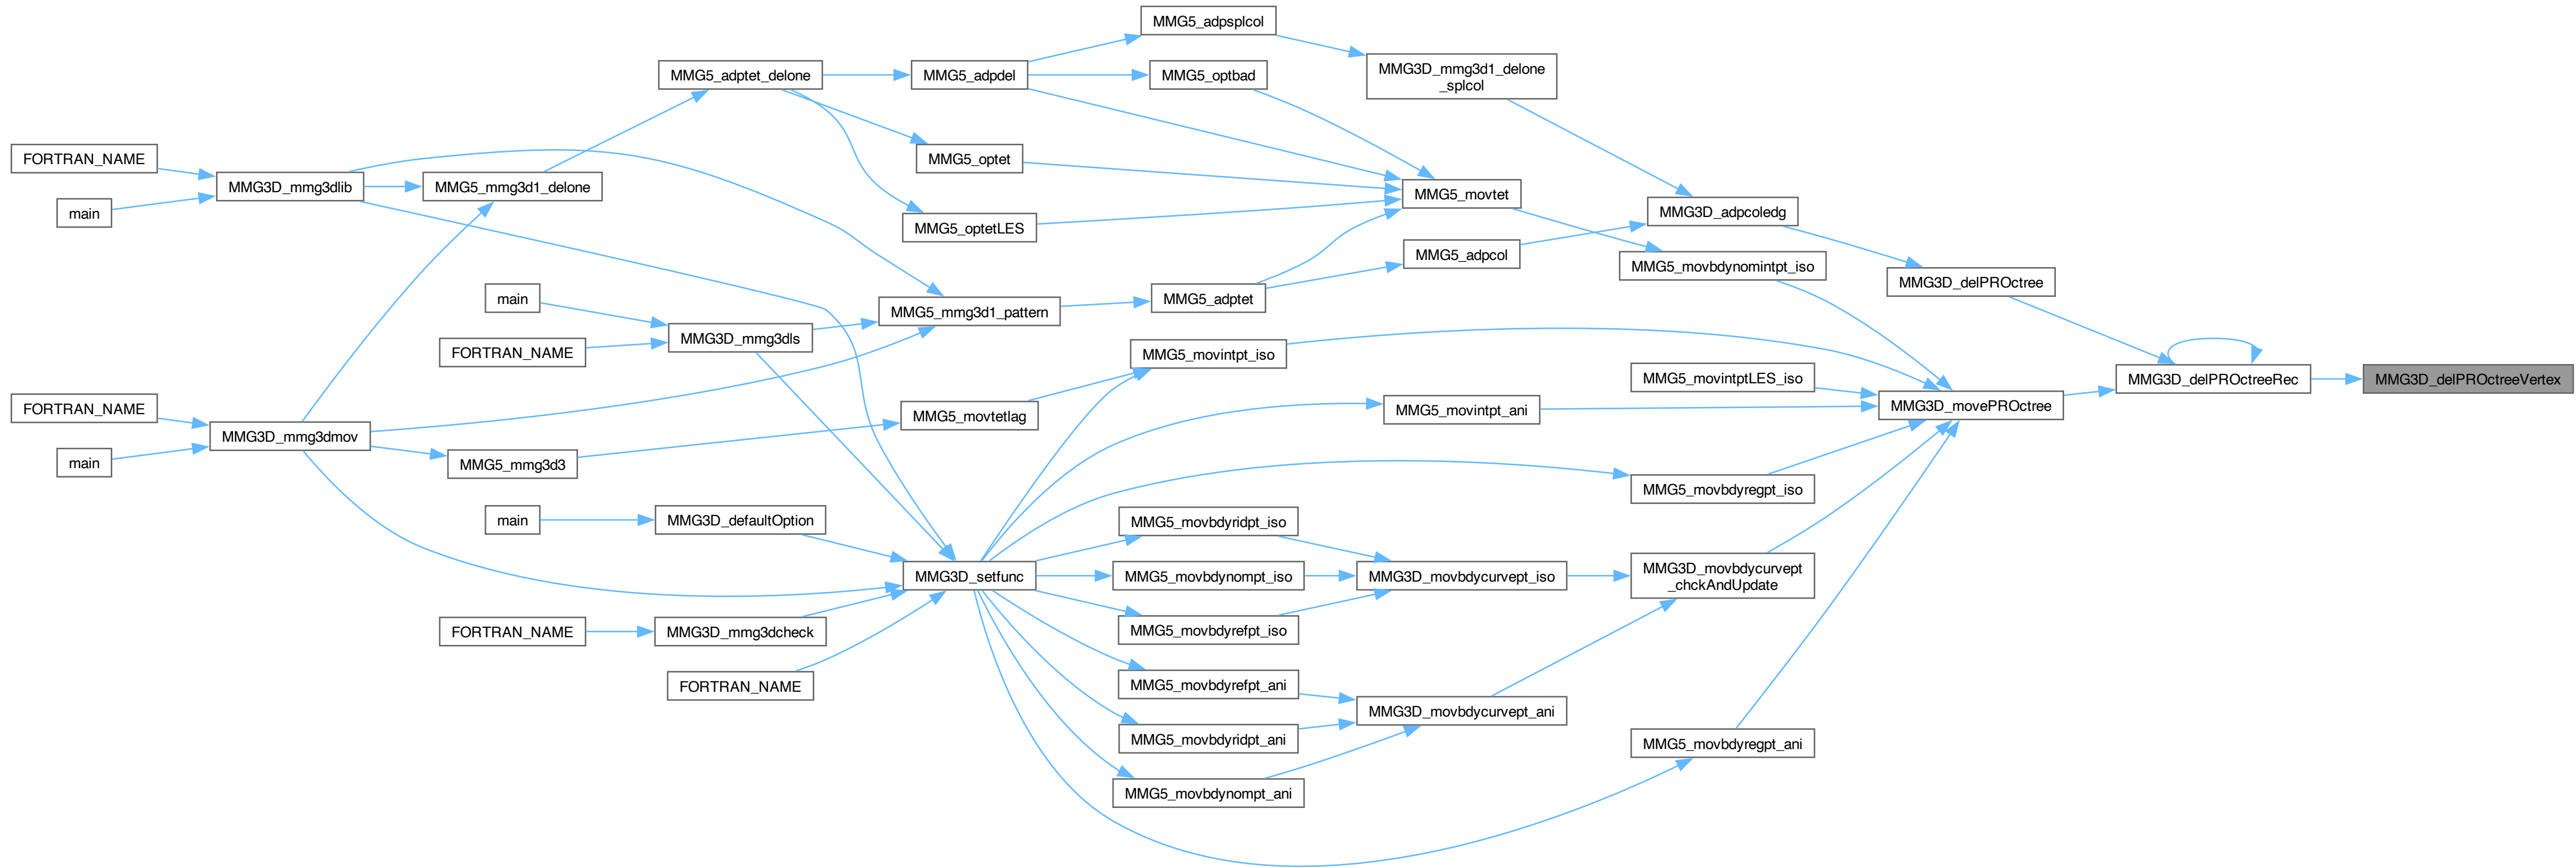 MMG5_adpsplcol
MMG3D_mmg3d1_delone
_splcol
MMG5_adptet_delone
MMG5_adpdel
MMG5_optbad
FORTRAN_NAME
MMG5_optet
MMG3D_mmg3dlib
MMG5_mmg3d1_delone
MMG5_movtet
main
MMG3D_adpcoledg
MMG5_optetLES
MMG5_adpcol
MMG5_movbdynomintpt_iso
MMG3D_delPROctree
main
MMG5_adptet
MMG5_mmg3d1_pattern
MMG3D_mmg3dls
FORTRAN_NAME
MMG5_movintpt_iso
MMG5_movintptLES_iso
MMG3D_delPROctreeRec
MMG3D_delPROctreeVertex
FORTRAN_NAME
MMG5_movtetlag
MMG5_movintpt_ani
MMG3D_movePROctree
MMG3D_mmg3dmov
main
MMG5_mmg3d3
MMG5_movbdyregpt_iso
main
MMG3D_defaultOption
MMG5_movbdyridpt_iso
MMG3D_setfunc
MMG5_movbdynompt_iso
MMG3D_movbdycurvept_iso
MMG3D_movbdycurvept
_chckAndUpdate
FORTRAN_NAME
MMG3D_mmg3dcheck
MMG5_movbdyrefpt_iso
FORTRAN_NAME
MMG5_movbdyrefpt_ani
MMG3D_movbdycurvept_ani
MMG5_movbdyridpt_ani
MMG5_movbdyregpt_ani
MMG5_movbdynompt_ani